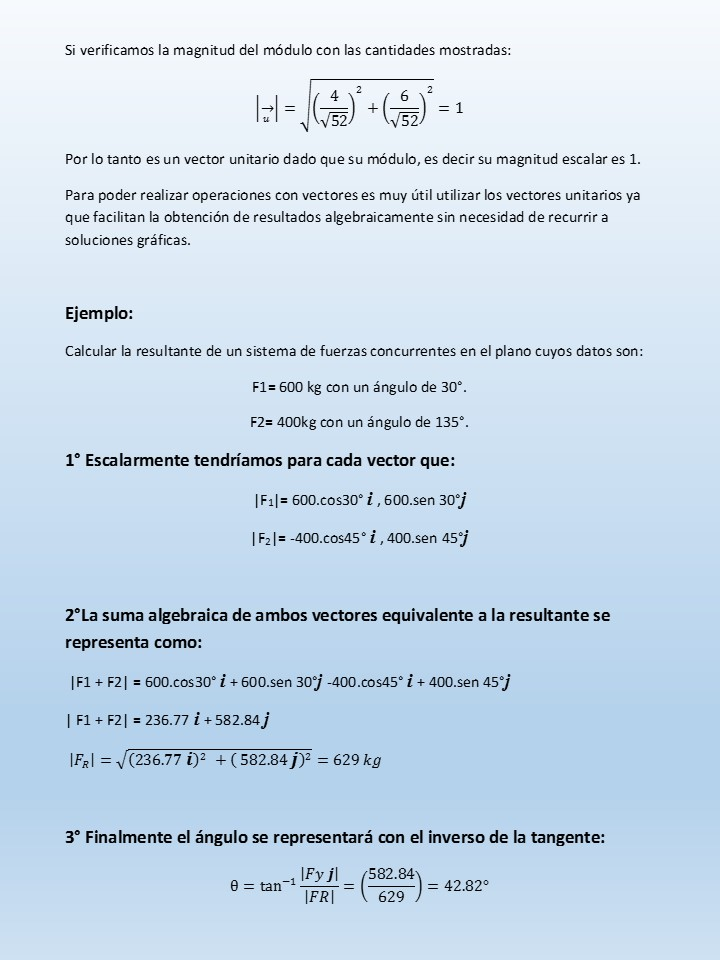 Si verificamos la magnitud del módulo con las cantidades mostradas:
|→ᵤ| = √((4/√52)² + (6/√52)²) = 1
Por lo tanto es un vector unitario dado que su módulo, es decir su magnitud escalar es 1.
Para poder realizar operaciones con vectores es muy útil utilizar los vectores unitarios ya
que facilitan la obtención de resultados algebraicamente sin necesidad de recurrir a
soluciones gráficas.
Ejemplo:
Calcular la resultante de un sistema de fuerzas concurrentes en el plano cuyos datos son:
F1= 600 kg con un ángulo de 30°.
F2= 400kg con un ángulo de 135°.
1° Escalarmente tendríamos para cada vector que:
|F₁|= 600.cos30° i , 600.sen 30°j
|F₂|= -400.cos45° i , 400.sen 45°j
2°La suma algebraica de ambos vectores equivalente a la resultante se
representa como:
|F1 + F2| = 600.cos30° i + 600.sen 30°j -400.cos45° i + 400.sen 45°j
| F1 + F2| = 236.77 i + 582.84 j
|F_R| = √((236.77 i)² + ( 582.84 j)²) = 629 kg
3° Finalmente el ángulo se representará con el inverso de la tangente:
θ = tan⁻¹ |Fy j|/|FR| = (582.84/629) = 42.82°